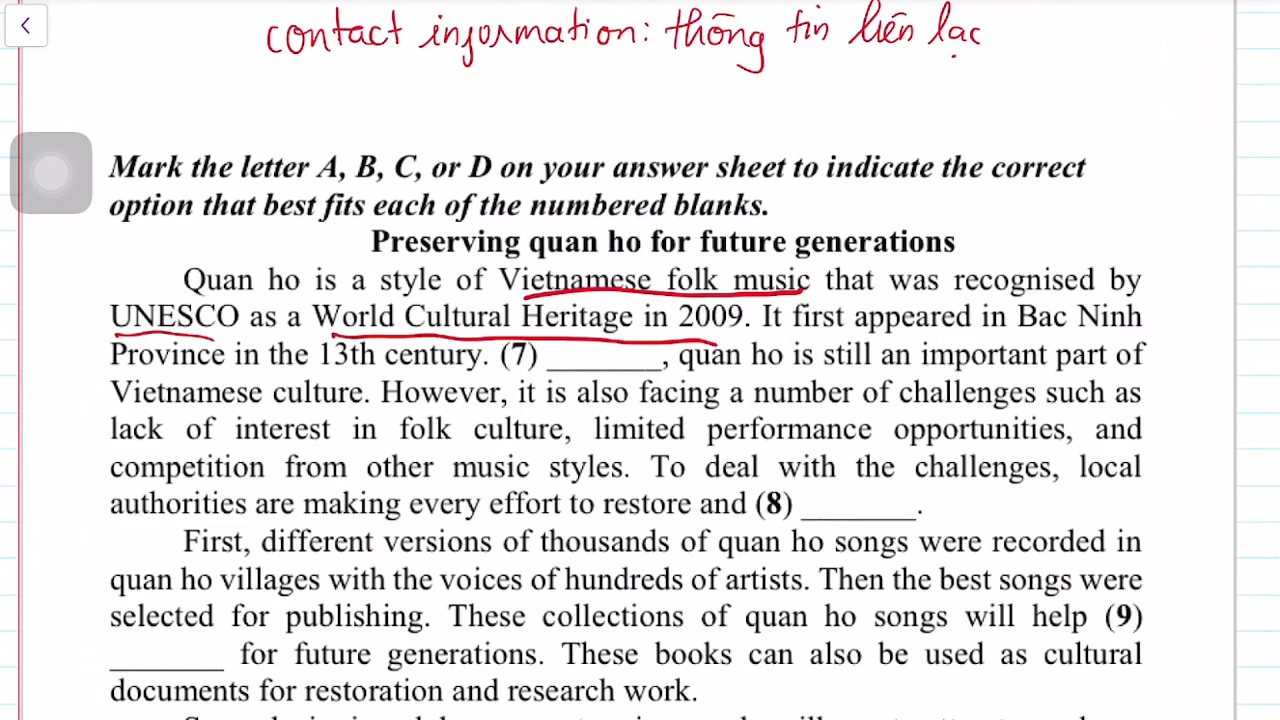 contact information: thông tin liên lạc
Mark the letter A, B, C, or D on your answer sheet to indicate the correct
option that best fits each of the numbered blanks.
Preserving quan ho for future generations
Quan ho is a style of Vietnamese folk music that was recognised by
UNESCO as a World Cultural Heritage in 2009. It first appeared in Bac Ninh
Province in the 13th century. (7) ________, quan ho is still an important part of
Vietnamese culture. However, it is also facing a number of challenges such as
lack of interest in folk culture, limited performance opportunities, and
competition from other music styles. To deal with the challenges, local
authorities are making every effort to restore and (8) ________.
First, different versions of thousands of quan ho songs were recorded in
quan ho villages with the voices of hundreds of artists. Then the best songs were
selected for publishing. These collections of quan ho songs will help (9)
________ for future generations. These books can also be used as cultural
documents for restoration and research work.